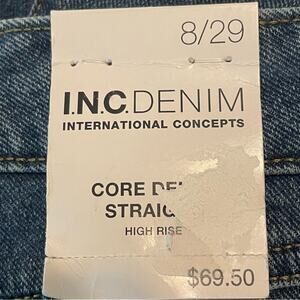 8/29
I.N.C.DENIM
INTERNATIONAL CONCEPTS
CORE
HIGH RISE
$69.50